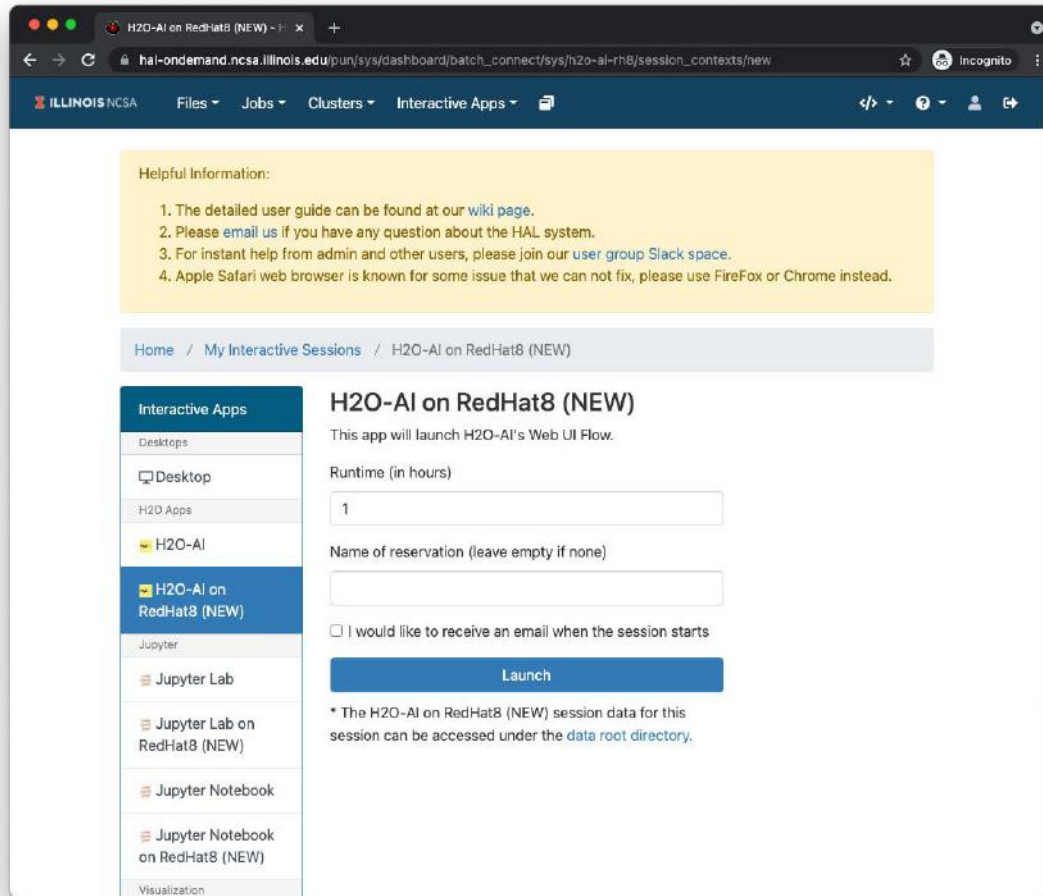 H2O-AI on RedHat8 (NEW) - H
hal-ondemand.ncsa.illinois.edu/pun/sys/dashboard/batch_connect/sys/h2o-ai-rh8/session_contexts/new
Incognito
ILLINOIS NCSA Files Jobs Clusters Interactive Apps
Helpful Information:
1. The detailed user guide can be found at our wiki page.
2. Please email us if you have any question about the HAL system.
3. For instant help from admin and other users, please join our user group Slack space.
4. Apple Safari web browser is known for some issue that we can not fix, please use FireFox or Chrome instead.
Home / My Interactive Sessions / H2O-AI on RedHat8 (NEW)
Interactive Apps
Desktops
Desktop
H2O Apps
H2O-AI
H2O-AI on
RedHat8 (NEW)
Jupyter
Jupyter Lab
Jupyter Lab on
RedHat8 (NEW)
Jupyter Notebook
Jupyter Notebook
on RedHat8 (NEW)
Visualization
H2O-AI on RedHat8 (NEW)
This app will launch H2O-AI's Web UI Flow.
Runtime (in hours)
1
Name of reservation (leave empty if none)
I would like to receive an email when the session starts
Launch
* The H2O-AI on RedHat8 (NEW) session data for this
session can be accessed under the data root directory.